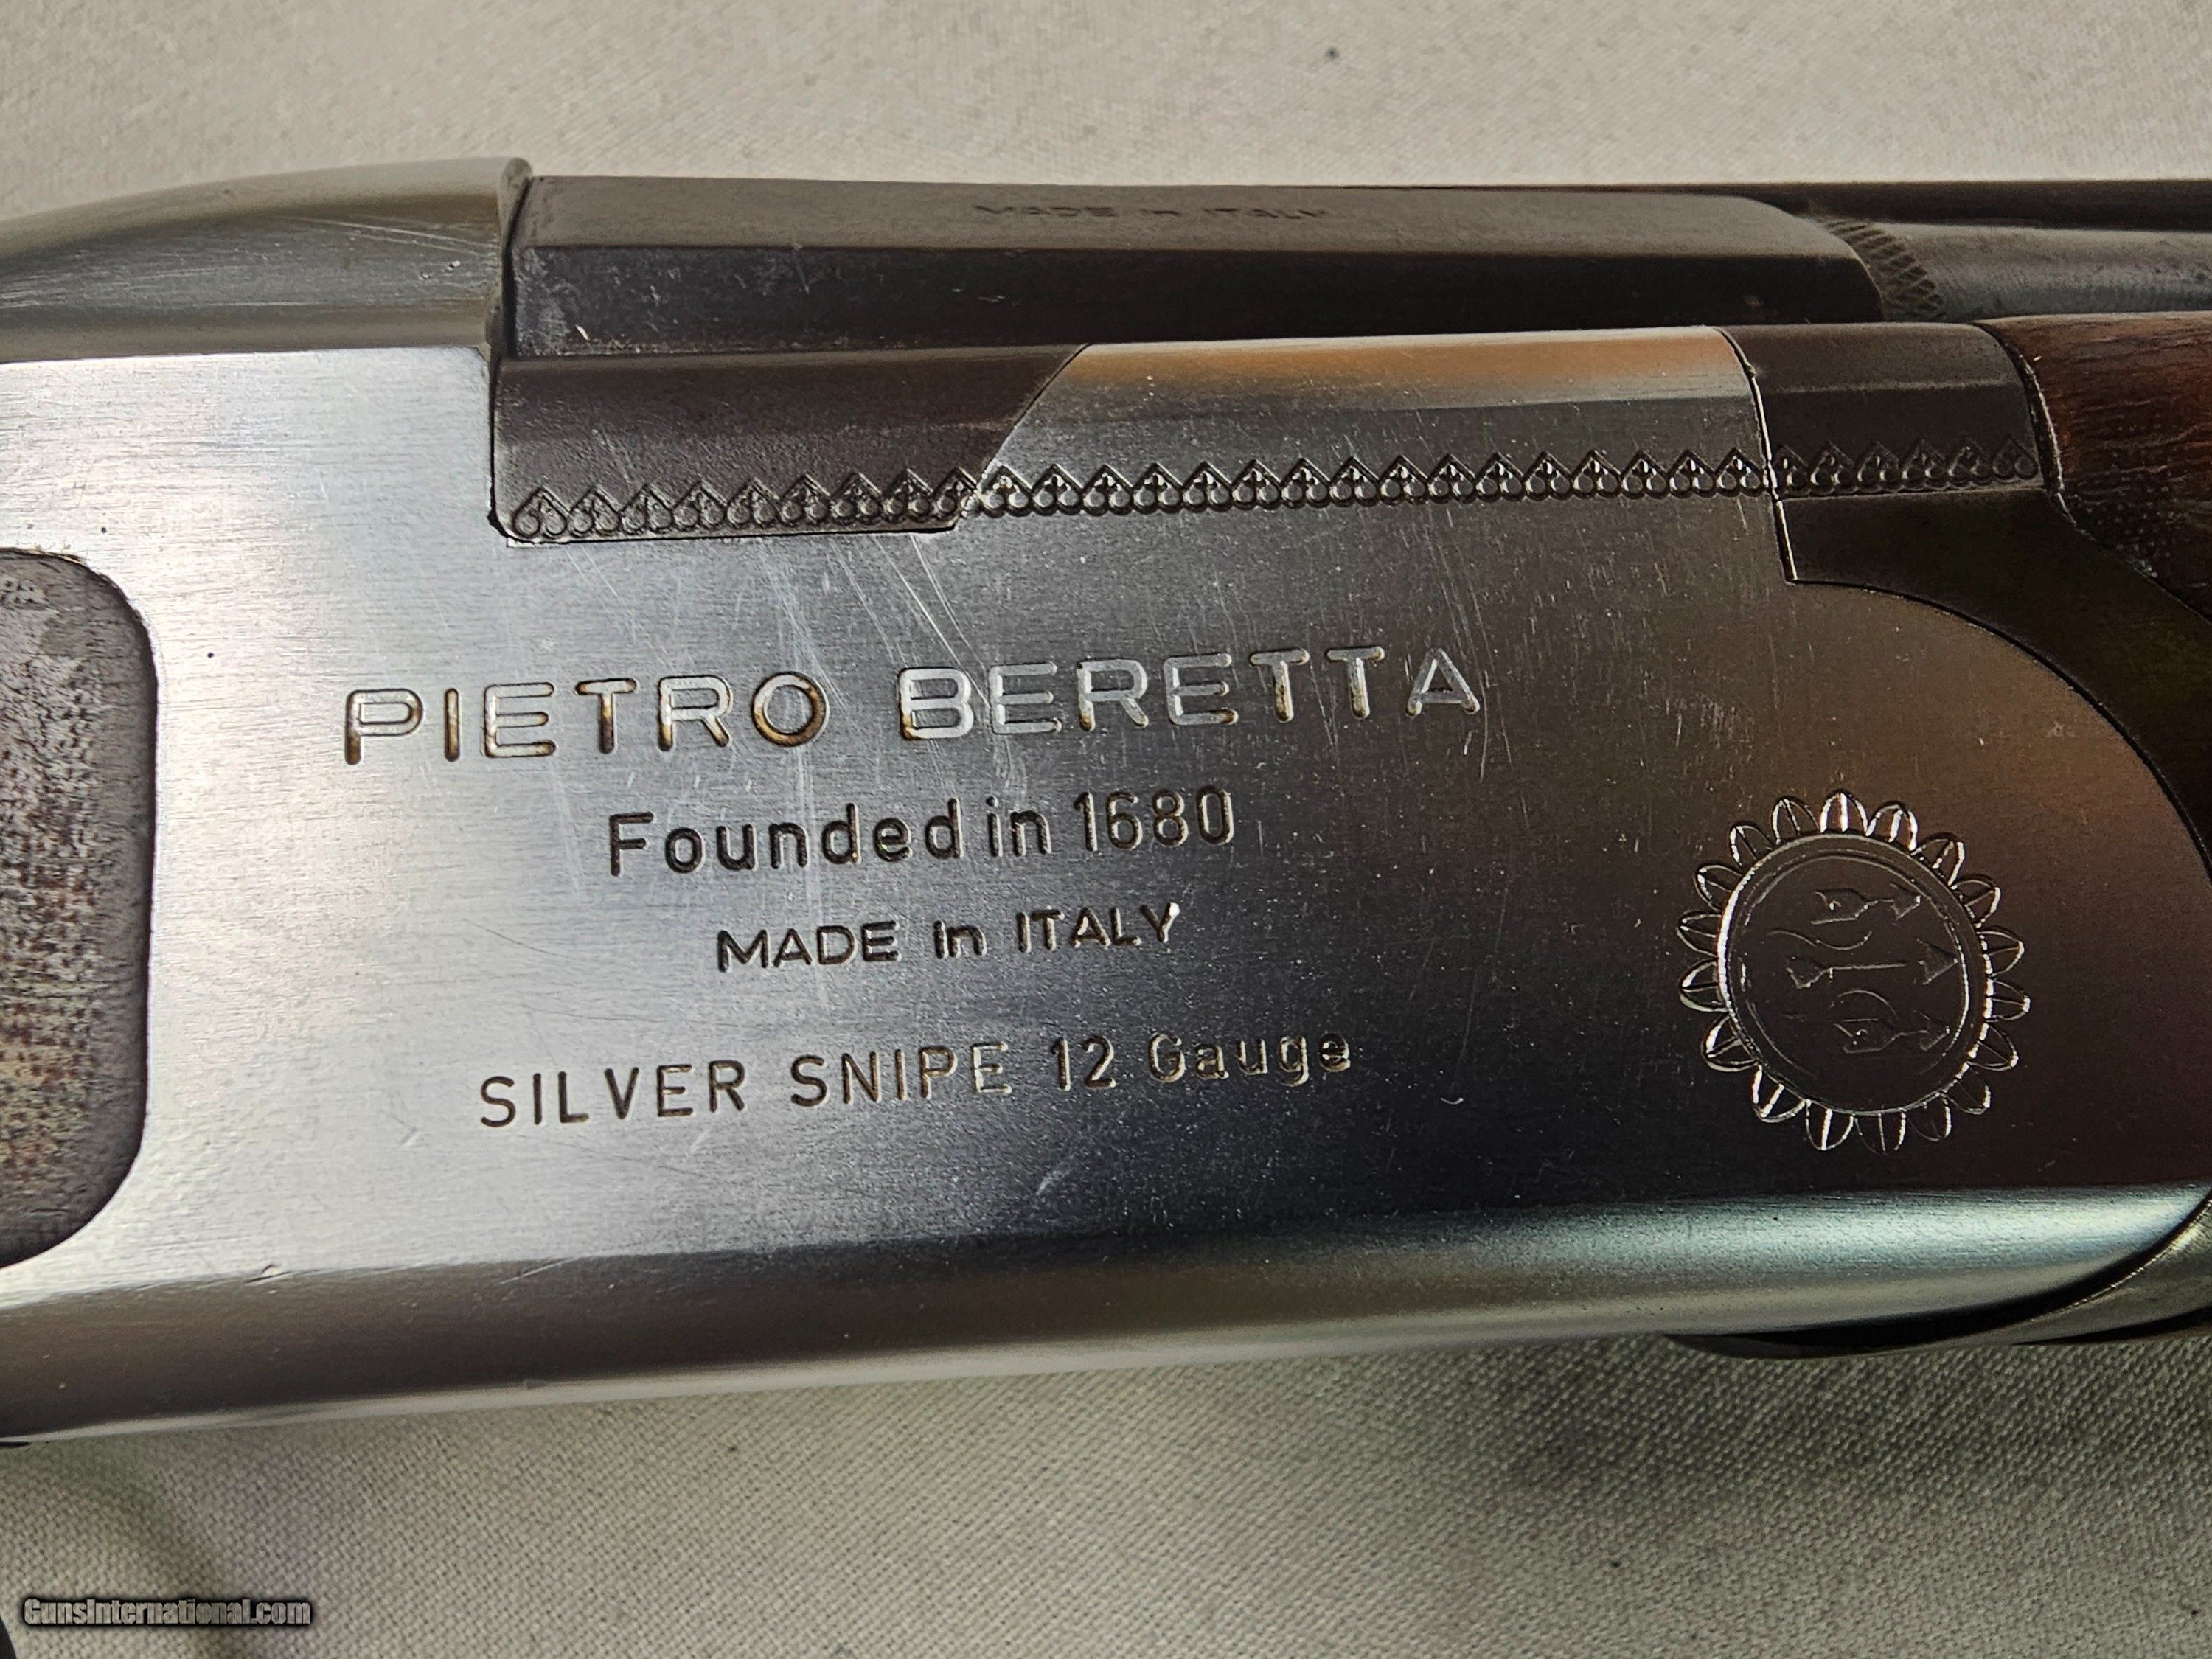 MADE in ITALY
PIETRO BERETTA
Founded in 1680
MADE in ITALY
SILVER SNIPE 12 Gauge
GunsInternational.com